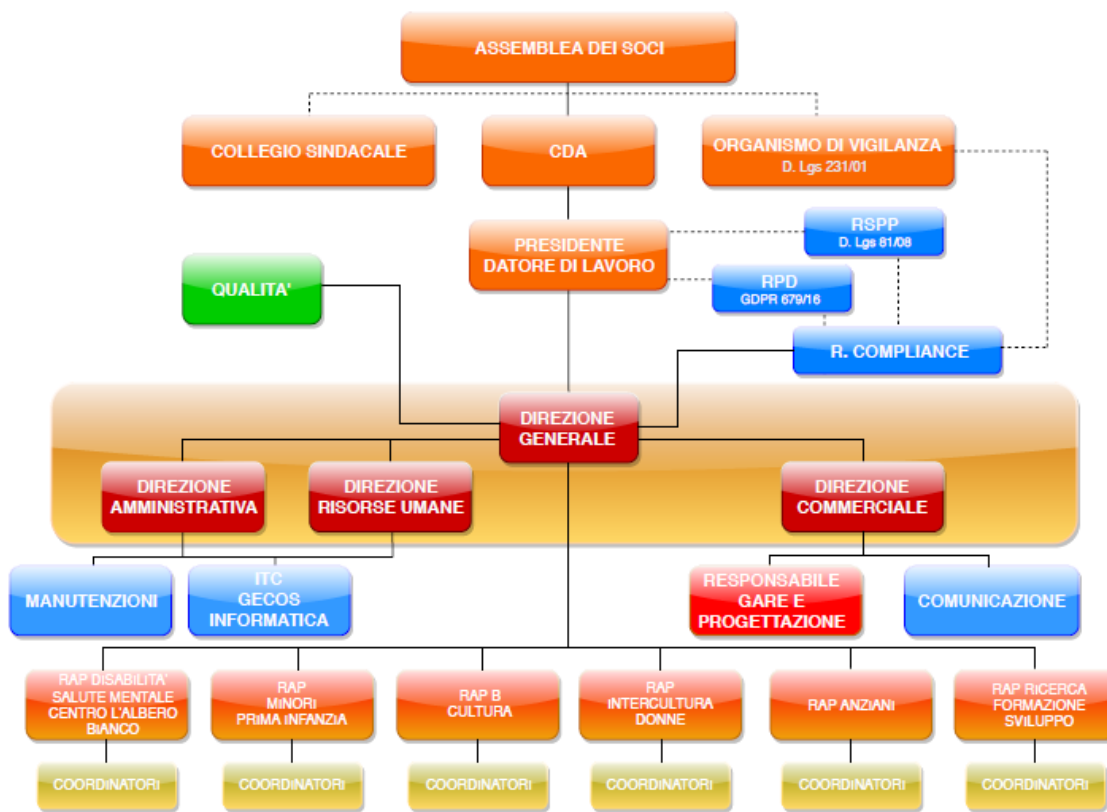 ASSEMBLEA DEI SOCI
COLLEGIO SINDACALE
CDA
ORGANISMO DI VIGILANZA
D. Lgs 231/01
PRESIDENTE
DATORE DI LAVORO
RSPP
D. Lgs 81/08
RPD
GDPR 679/16
QUALITA'
R. COMPLIANCE
DIREZIONE
GENERALE
DIREZIONE
AMMINISTRATIVA
DIREZIONE
RISORSE UMANE
DIREZIONE
COMMERCIALE
MANUTENZIONI
ITC
GECOS
INFORMATICA
RESPONSABILE
GARE E
PROGETTAZIONE
COMUNICAZIONE
RAP DISABILITA'
SALUTE MENTALE
CENTRO L'ALBERO
BIANCO
RAP
MINORI
PRIMA INFANZIA
RAP B
CULTURA
RAP
INTERCULTURA
DONNE
RAP ANZIANI
RAP RICERCA
FORMAZIONE
SVILUPPO
COORDINATORI
COORDINATORI
COORDINATORI
COORDINATORI
COORDINATORI
COORDINATORI